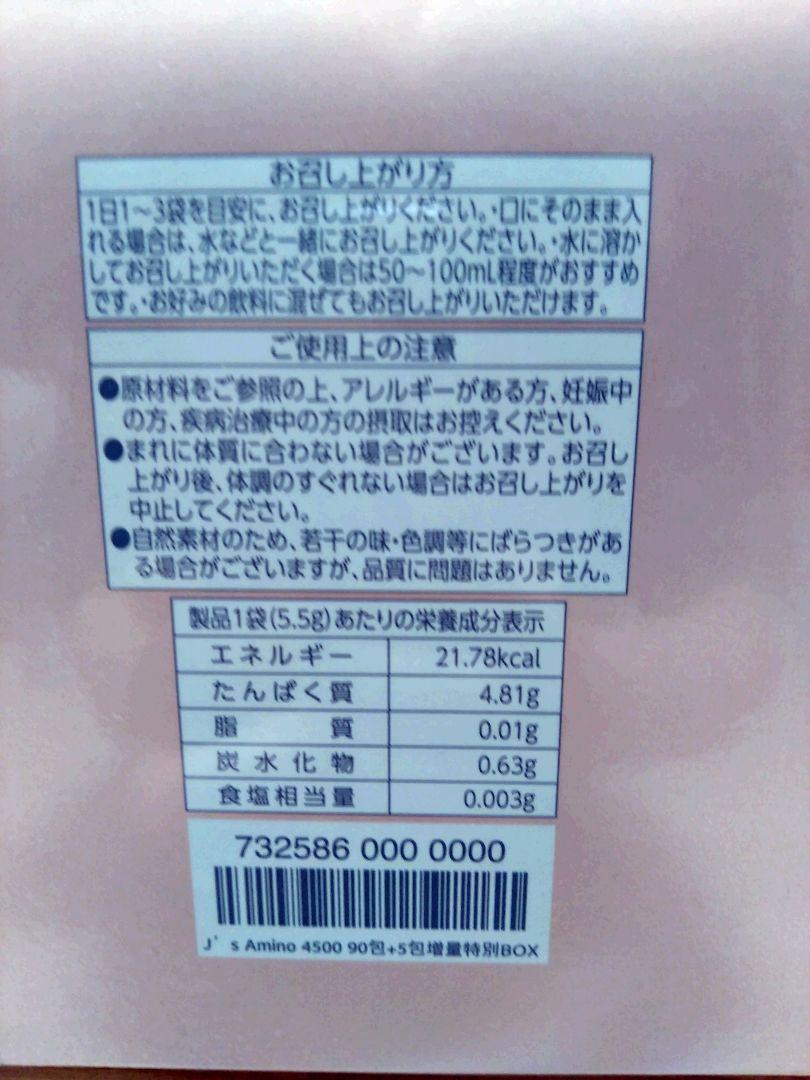 お召し上がり方
1日1～3袋を目安に、お召し上がりください。・口にそのまま入
れる場合は、水などと一緒にお召し上がりください。・水に溶か
してお召し上がりいただく場合は50～100mL程度がおすすめ
です。・お好みの飲料に混ぜてもお召し上がりいただけます。
ご使用上の注意
●原材料をご参照の上、アレルギーがある方、妊娠中
の方、疾病治療中の方の摂取はお控えください。
●まれに体質に合わない場合がございます。お召し
上がり後、体調のすぐれない場合はお召し上がりを
中止してください。
●自然素材のため、若干の味・色調等にばらつきがあ
る場合がございますが、品質に問題はありません。
製品1袋(5.5g)あたりの栄養成分表示
エネルギー 21.78kcal
たんぱく質 4.81g
脂質 0.01g
炭水化物 0.63g
食塩相当量 0.003g
732586 000 0000
J's Amino 4500 90包+5包増量特別BOX